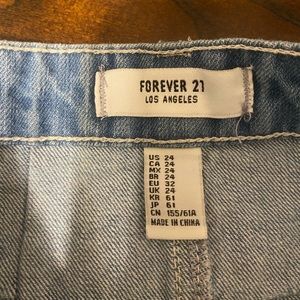 FOREVER 21
LOS ANGELES
US 24
CA 24
MX 24
BR 24
EU 32
UK 24
KR 61
JP 61
CN 155/61A
MADE IN CHINA